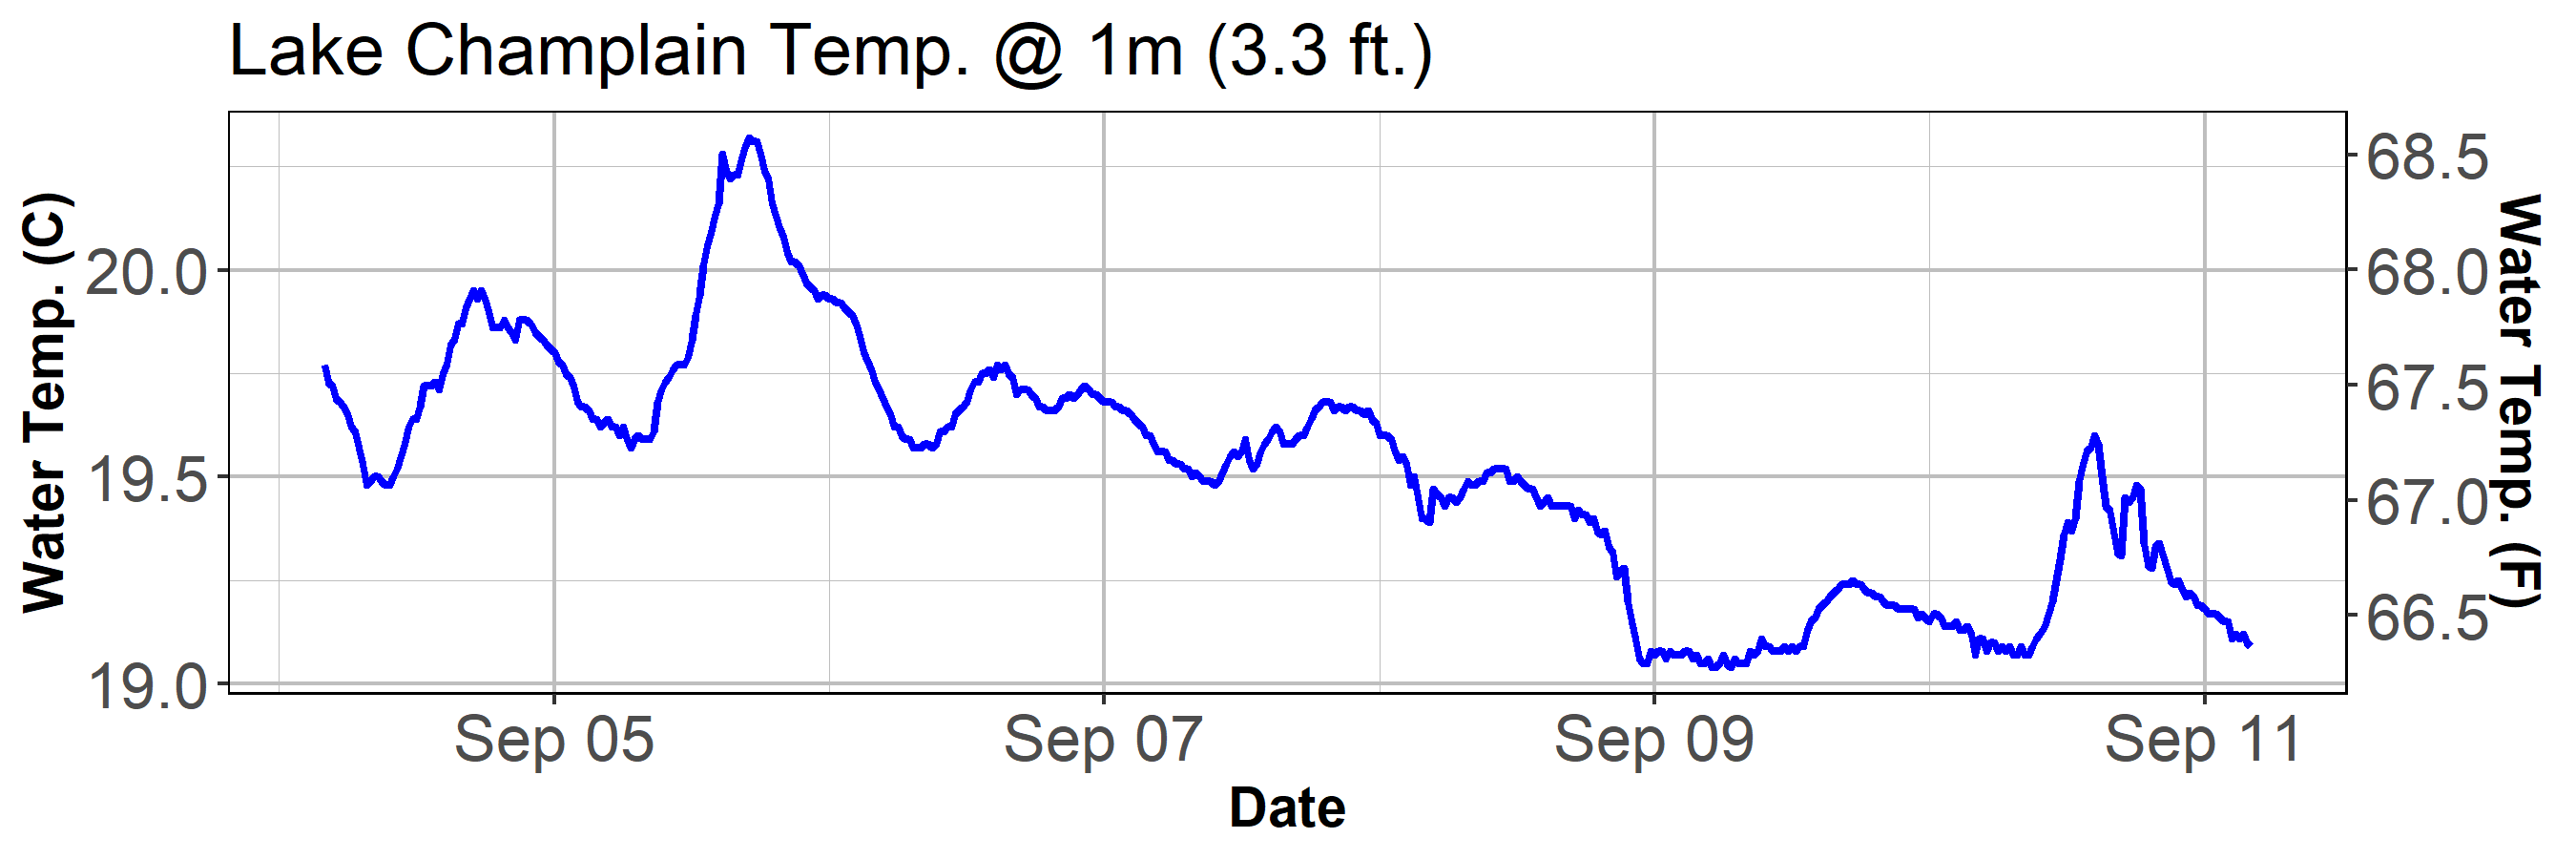 Lake Champlain Temp. @ 1m (3.3 ft.)
Water Temp. (C)
20.0
19.5
19.0
68.5
68.0
67.5
67.0
66.5
Water Temp. (F)
Sep 05
Sep 07
Sep 09
Sep 11
Date